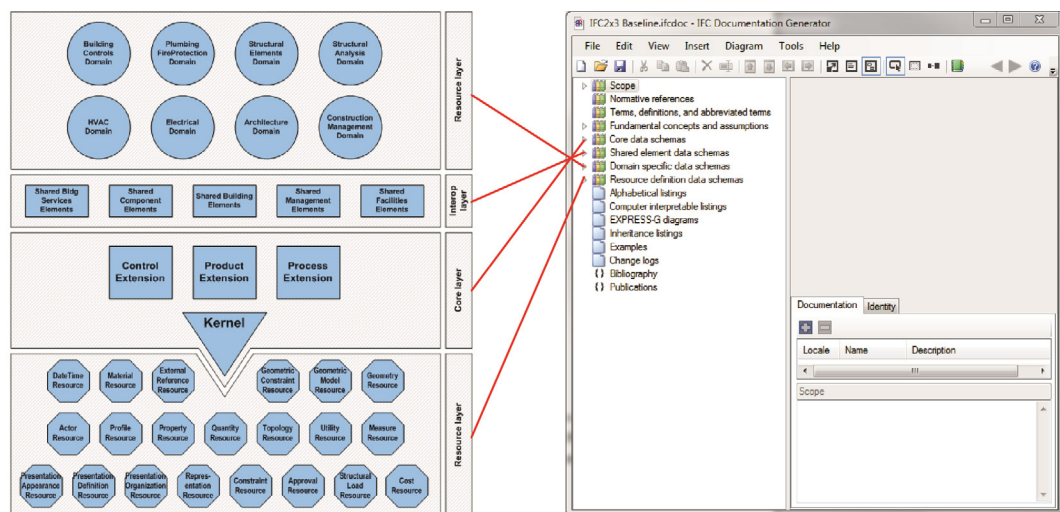 Building
Controls
Domain
Plumbing
FireProtection
Domain
Structural
Elements
Domain
Structural
Analysis
Domain
HVAC
Domain
Electrical
Domain
Architecture
Domain
Construction
Management
Domain
Resource layer
Shared Bldg
Services
Elements
Shared
Component
Elements
Shared Building
Elements
Shared
Management
Elements
Shared
Facilities
Elements
Interop
layer
Control
Extension
Product
Extension
Process
Extension
Kernel
Core layer
DateTime
Resource
Material
Resource
External
Reference
Resource
Geometric
Constraint
Resource
Geometric
Model
Resource
Geometry
Resource
Actor
Resource
Profile
Resource
Property
Resource
Quantity
Resource
Topology
Resource
Utility
Resource
Measure
Resource
Presentation
Appearance
Resource
Presentation
Definition
Resource
Presentation
Organization
Resource
Repre-
sentation
Resource
Constraint
Resource
Approval
Resource
Structural
Load
Resource
Cost
Resource
Resource layer
IFC2x3 Baseline.ifcdoc - IFC Documentation Generator
File Edit View Insert Diagram Tools Help
Scope
Normative references
Terms, definitions, and abbreviated terms
Fundamental concepts and assumptions
Core data schemas
Shared element data schemas
Domain specific data schemas
Resource definition data schemas
Alphabetical listings
Computer interpretable listings
EXPRESS-G diagrams
Inheritance listings
Examples
Change logs
Bibliography
Publications
Documentation Identity
Locale Name Description
Scope